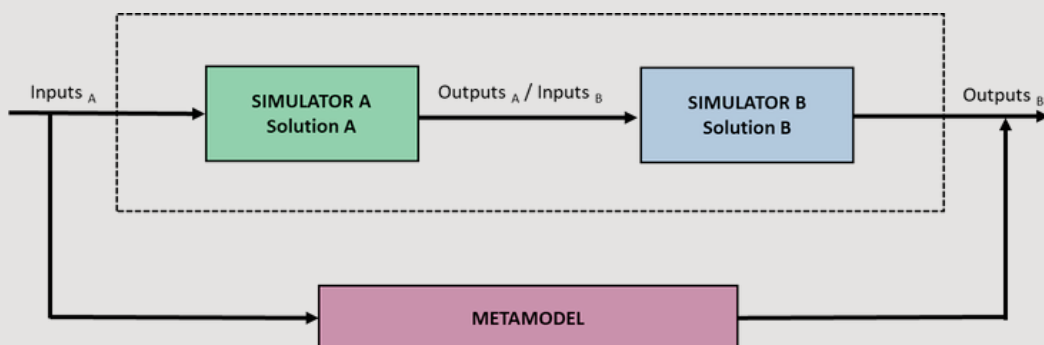 Inputs A
SIMULATOR A
Solution A
Outputs A / Inputs B
SIMULATOR B
Solution B
Outputs B
METAMODEL